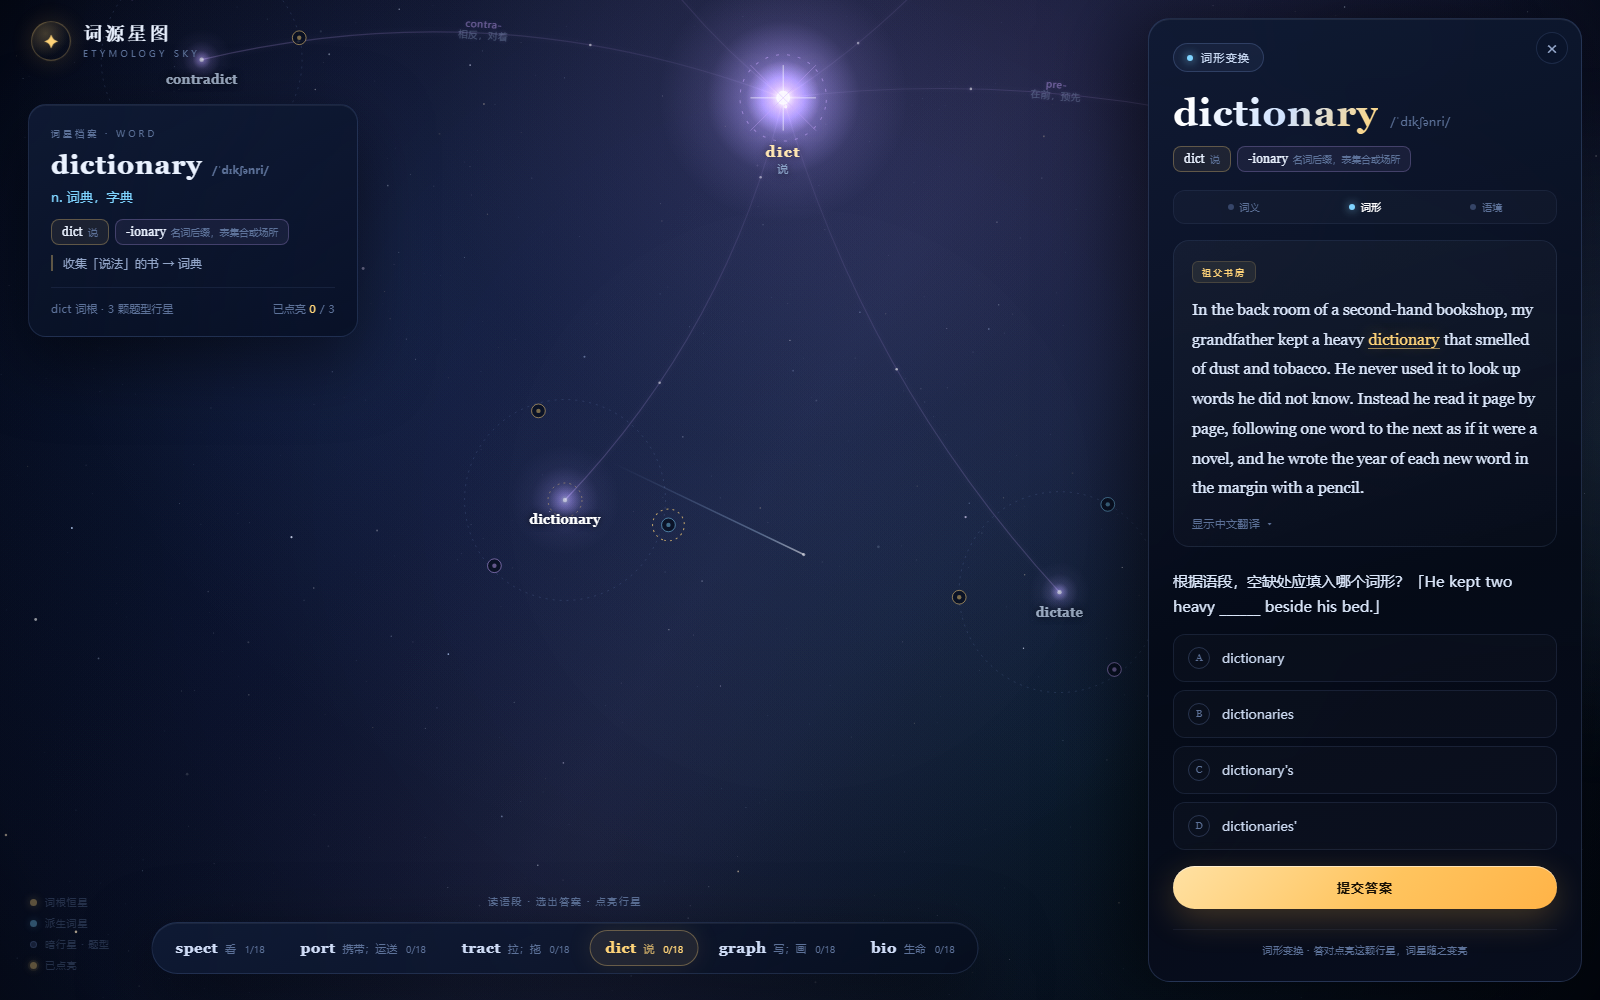 词源星图
ETYMOLOGY SKY
contradict
contra-
相反，对着
dict
说
pre-
在前，预先
词星档案 · WORD
dictionary /ˈdɪkʃənri/
n. 词典，字典
dict 说 -ionary 名词后缀，表集合或场所
收集「说法」的书 → 词典
dict 词根 · 3 颗题型行星 已点亮 0 / 3
dictionary
dictate
词形变换
×
dictionary /ˈdɪkʃənri/
dict 说 -ionary 名词后缀，表集合或场所
词义 词形 语境
祖父书房
In the back room of a second-hand bookshop, my
grandfather kept a heavy dictionary that smelled
of dust and tobacco. He never used it to look up
words he did not know. Instead he read it page by
page, following one word to the next as if it were a
novel, and he wrote the year of each new word in
the margin with a pencil.
显示中文翻译
根据语段，空缺处应填入哪个词形？「He kept two
heavy _____ beside his bed.」
A dictionary
B dictionaries
C dictionary's
D dictionaries'
提交答案
词形变换 · 答对点亮这颗行星，词星随之变亮
词根恒星
派生词星
暗行星 · 题型
已点亮
读语段 · 选出答案 · 点亮行星
spect 看 1/18 port 携带；运送 0/18 tract 拉；拖 0/18 dict 说 0/18 graph 写；画 0/18 bio 生命 0/18